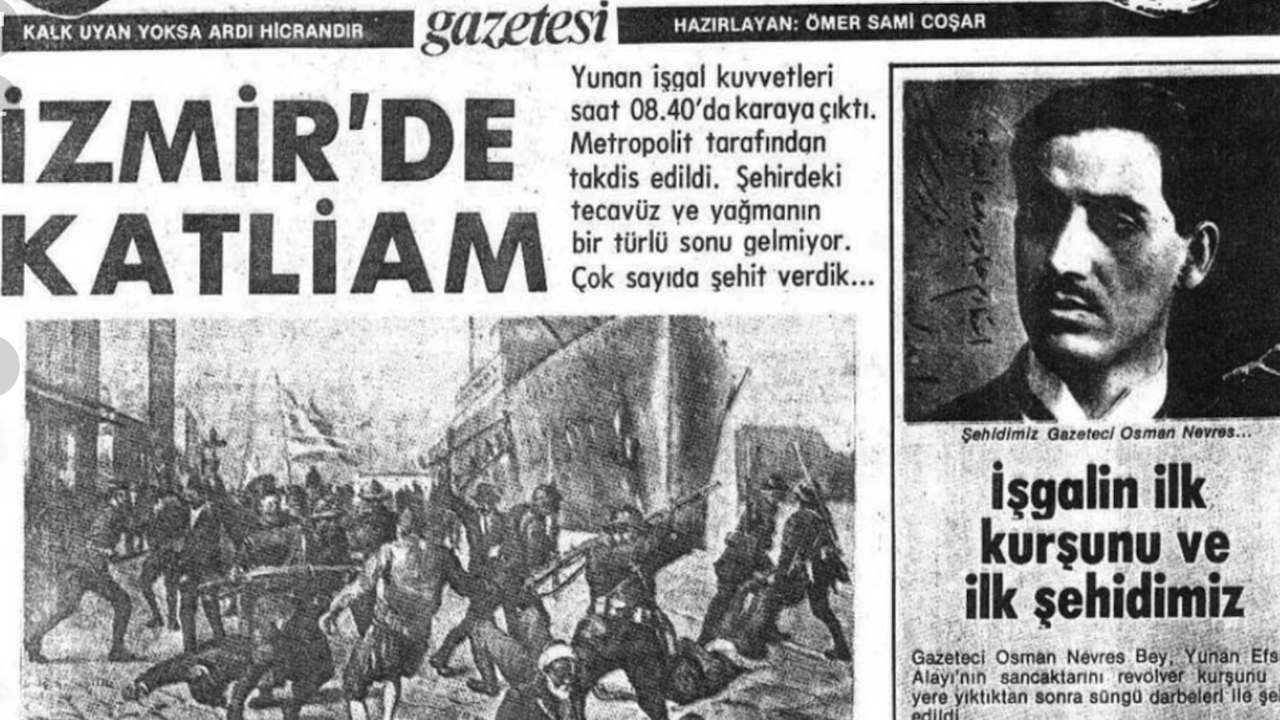 KALK UYAN YOKSA ARDI HİCRANDIR
gazetesi
HAZIRLAYAN: ÖMER SAMİ COŞAR
İZMİR'DE
KATLİAM
Yunan işgal kuvvetleri
saat 08.40'da karaya çıktı.
Metropolit tarafından
takdis edildi. Şehirdeki
tecavüz ve yağmanın
bir türlü sonu gelmiyor.
Çok sayıda şehit verdik...
Şehidimiz Gazeteci Osman Nevres...
İşgalin ilk
kurşunu ve
ilk şehidimiz
Gazeteci Osman Nevres Bey, Yunan Efs
Alayı'nın sancaktarını revolver kurşunu
yere yıktıktan sonra süngü darbeleri ile şe
edildi